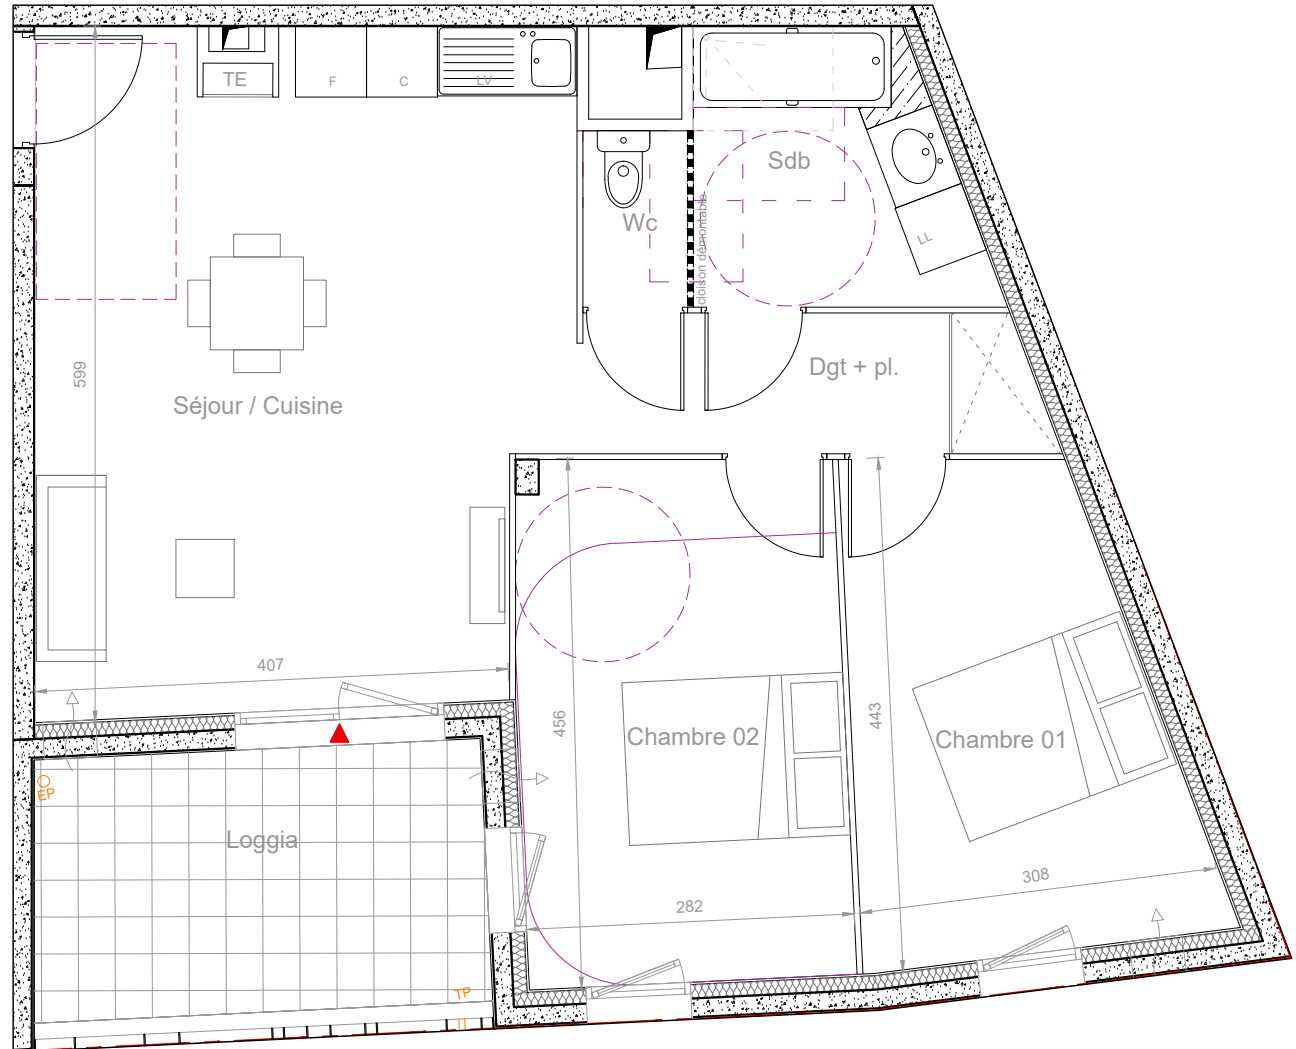 TE
F
C
LV
Sdb
Wc
cloison démontable
LL
Dgt + pl.
599
Séjour / Cuisine
407
456
443
Chambre 02
Chambre 01
EP
Loggia
308
282
TP